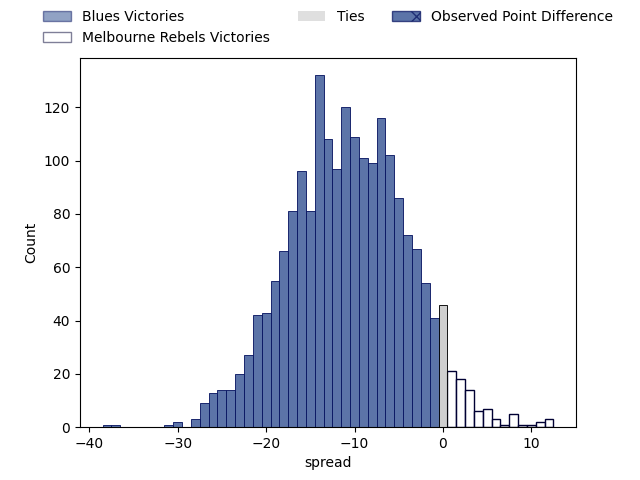 Blues Victories
Ties
Observed Point Difference
Melbourne Rebels Victories
120
100
80
60
40
20
0
Count
−40 −30 −20 −10 0 10
spread